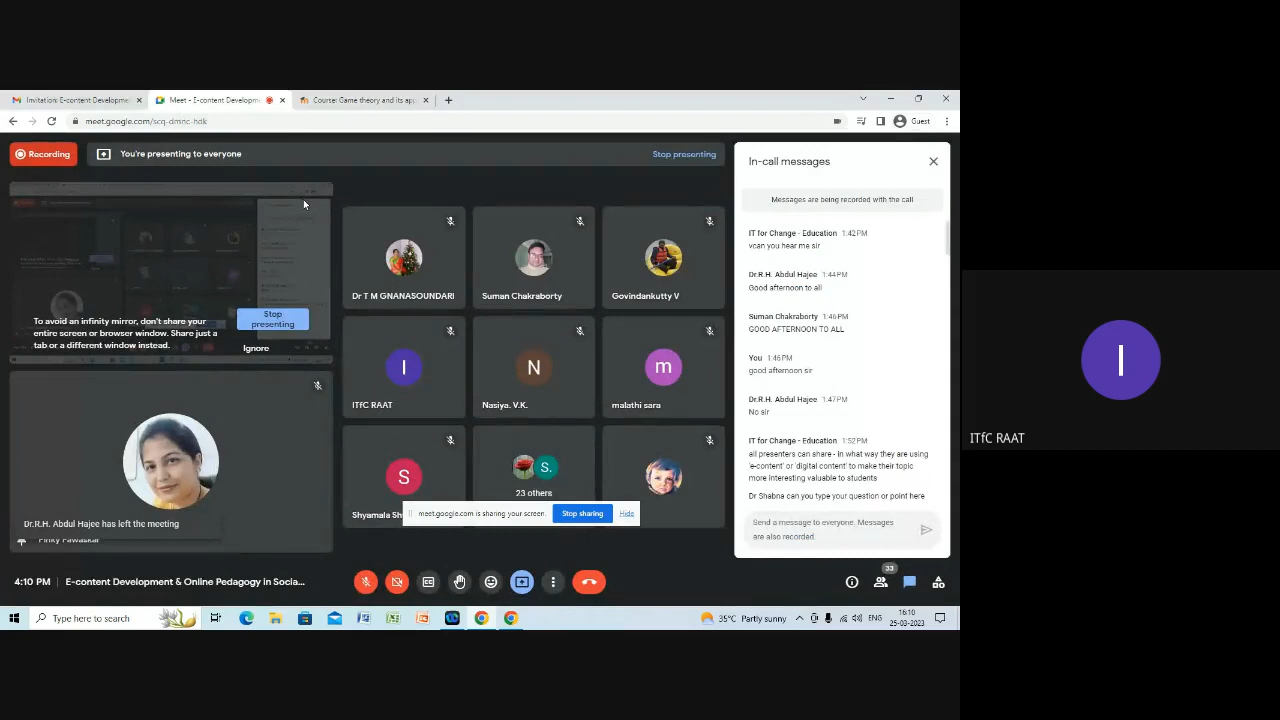 Invitation: E-content Developme
Meet - E-content Developm
Course: Game theory and its app
meet.google.com/scq-dmnc-hdk
Guest
Recording
You're presenting to everyone
Stop presenting
To avoid an infinity mirror, don't share your
entire screen or browser window. Share just a
tab or a different window instead.
Stop
presenting
Ignore
Dr T M GNANASOUNDARI
Suman Chakraborty
Govindankutty V
I
ITfC RAAT
N
Nasiya. V.K.
m
malathi sara
S
Shyamala Sh
S.
23 others
Dr.R.H. Abdul Hajee has left the meeting
Pinky Pawaskar
meet.google.com is sharing your screen.
Stop sharing
Hide
In-call messages
Messages are being recorded with the call
IT for Change - Education 1:42PM
vcan you hear me sir
Dr.R.H. Abdul Hajee 1:44PM
Good afternoon to all
Suman Chakraborty 1:46PM
GOOD AFTERNOON TO ALL
You 1:46PM
good afternoon sir
Dr.R.H. Abdul Hajee 1:47PM
No sir
IT for Change - Education 1:52PM
all presenters can share - in what way they are using
'e-content' or 'digital content' to make their topic
more interesting valuable to students
Dr Shabna can you type your question or point here
Send a message to everyone. Messages
are also recorded.
4:10 PM | E-content Development & Online Pedagogy in Socia...
33
Type here to search
35°C Partly sunny
ENG
16:10
25-03-2023
I
ITfC RAAT